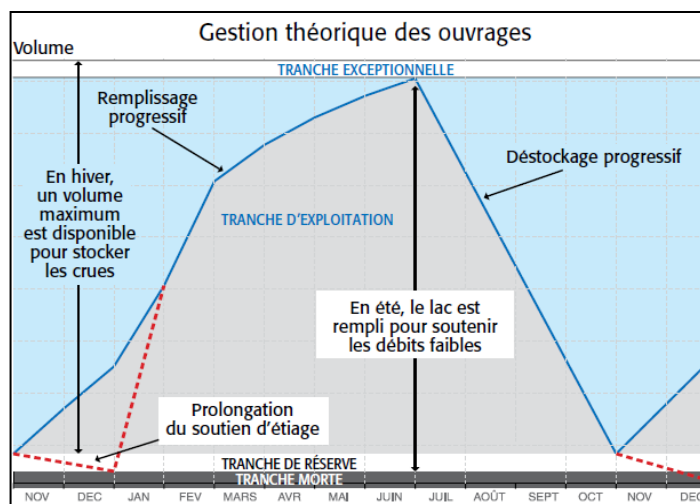 Gestion théorique des ouvrages
Volume
TRANCHE EXCEPTIONNELLE
Remplissage
progressif
Déstockage progressif
En hiver,
un volume
maximum
est disponible
pour stocker
les crues
TRANCHE D'EXPLOITATION
En été, le lac est
rempli pour soutenir
les débits faibles
Prolongation
du soutien d'étiage
TRANCHE DE RÉSERVE
TRANCHE MORTE
NOV DEC JAN FEV MARS AVR MAI JUIN JUIL AOÛT SEPT OCT NOV DEC